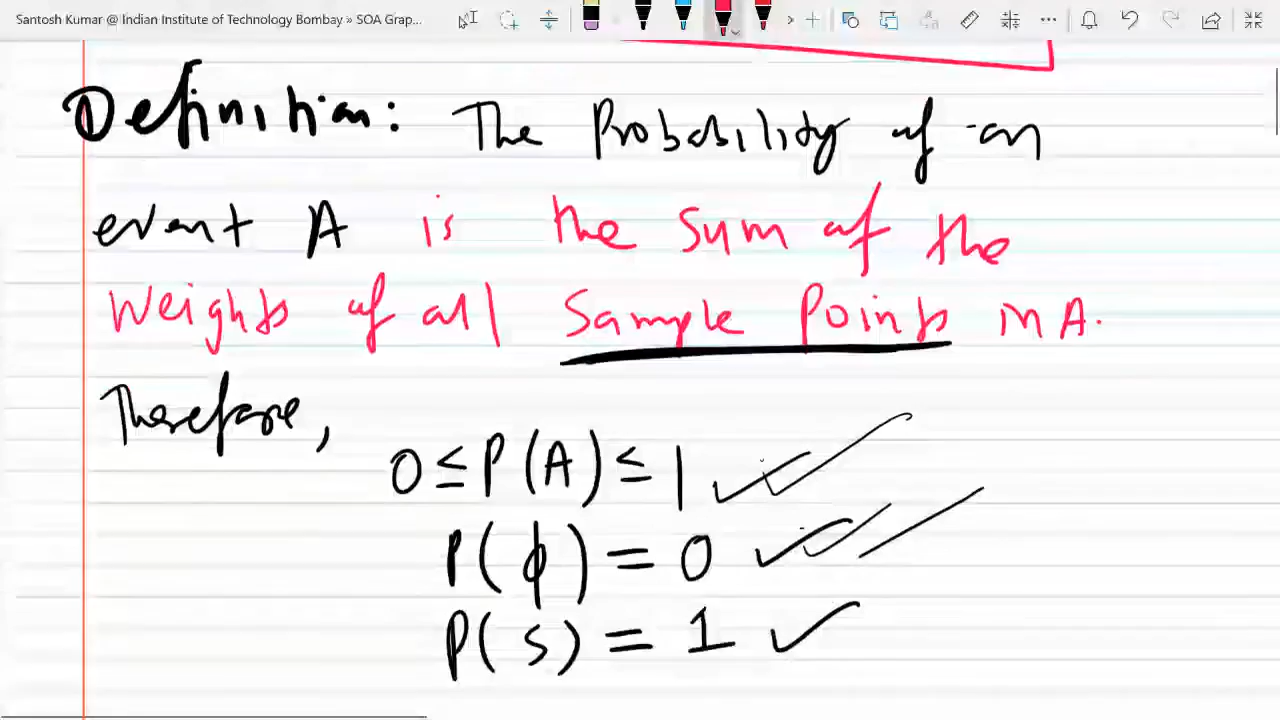 Santosh Kumar @ Indian Institute of Technology Bombay » SOA Grap...
Definition: The Probability of an
event A is the sum of the
Weights of all Sample Points in A.
Therefore,
0 ≤ P(A) ≤ 1
P(ϕ) = 0
P(S) = 1